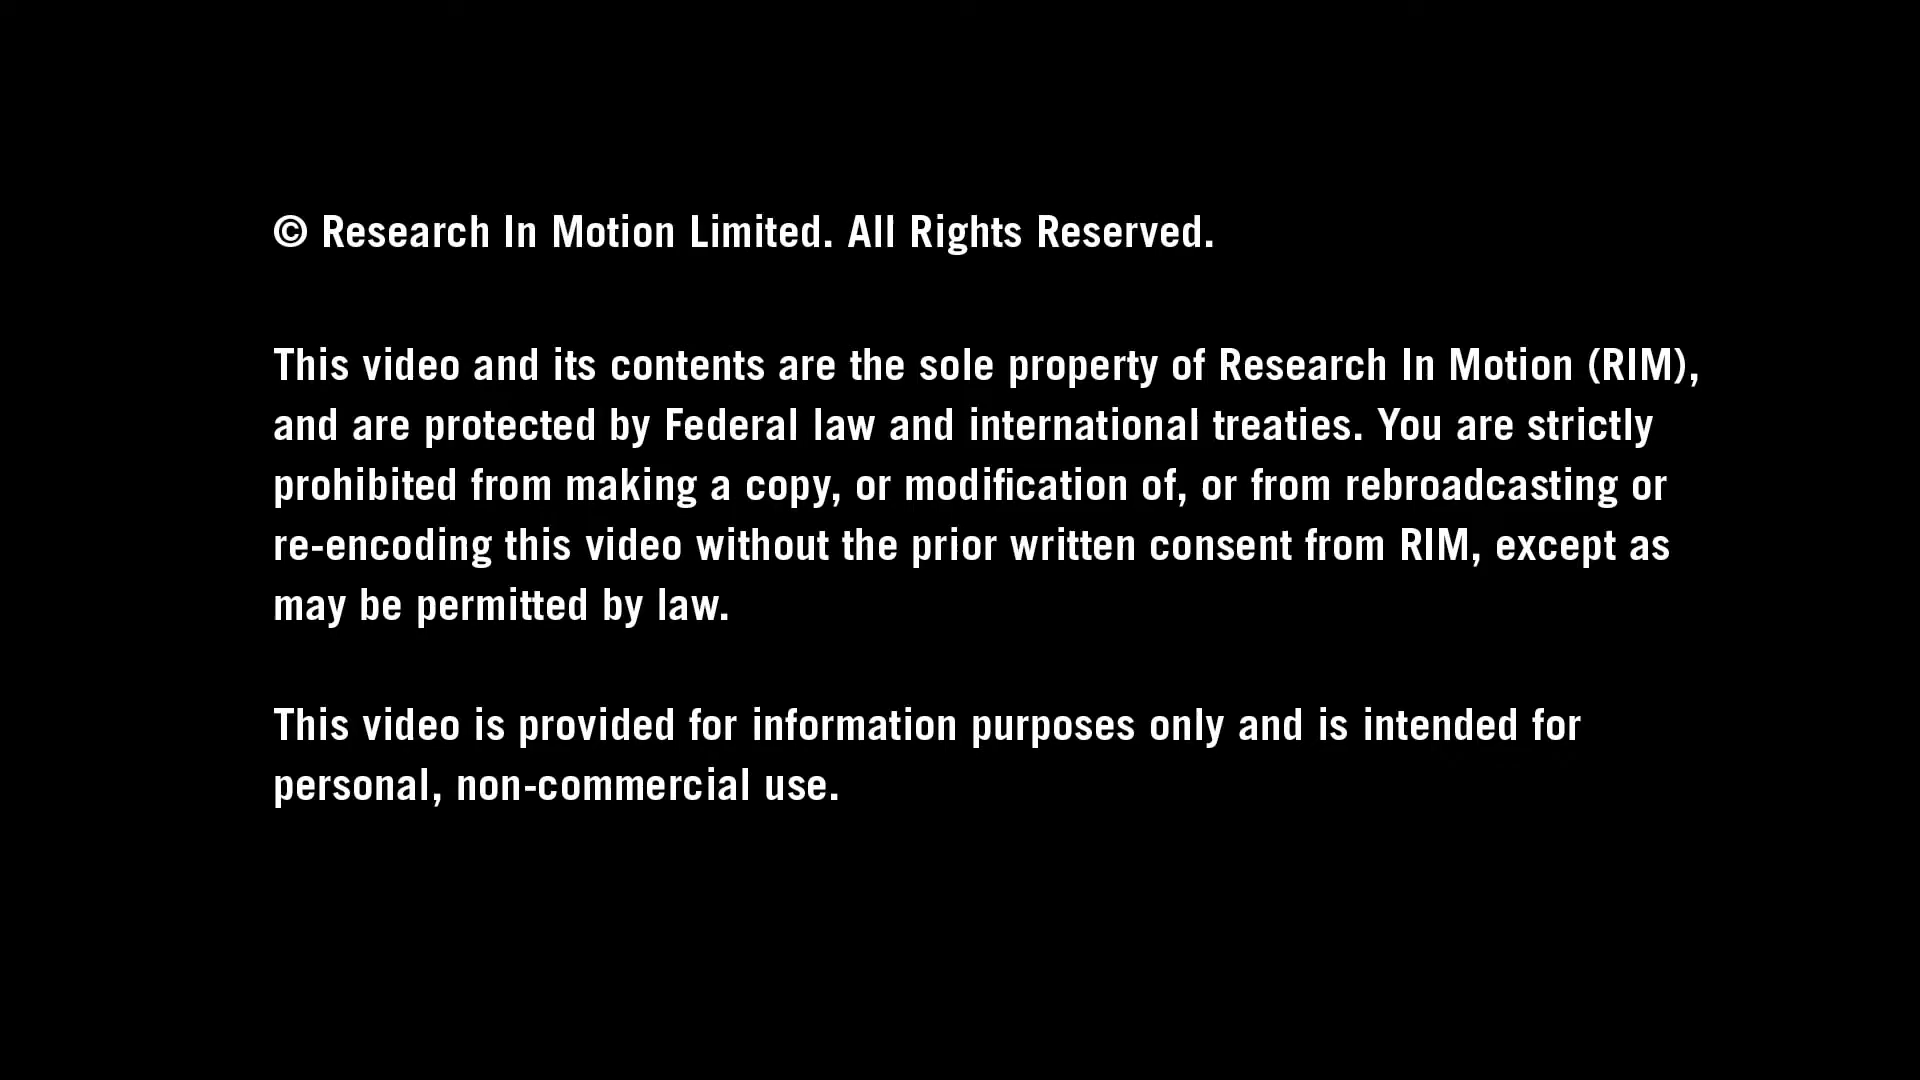 © Research In Motion Limited. All Rights Reserved.
This video and its contents are the sole property of Research In Motion (RIM),
and are protected by Federal law and international treaties. You are strictly
prohibited from making a copy, or modification of, or from rebroadcasting or
re-encoding this video without the prior written consent from RIM, except as
may be permitted by law.
This video is provided for information purposes only and is intended for
personal, non-commercial use.